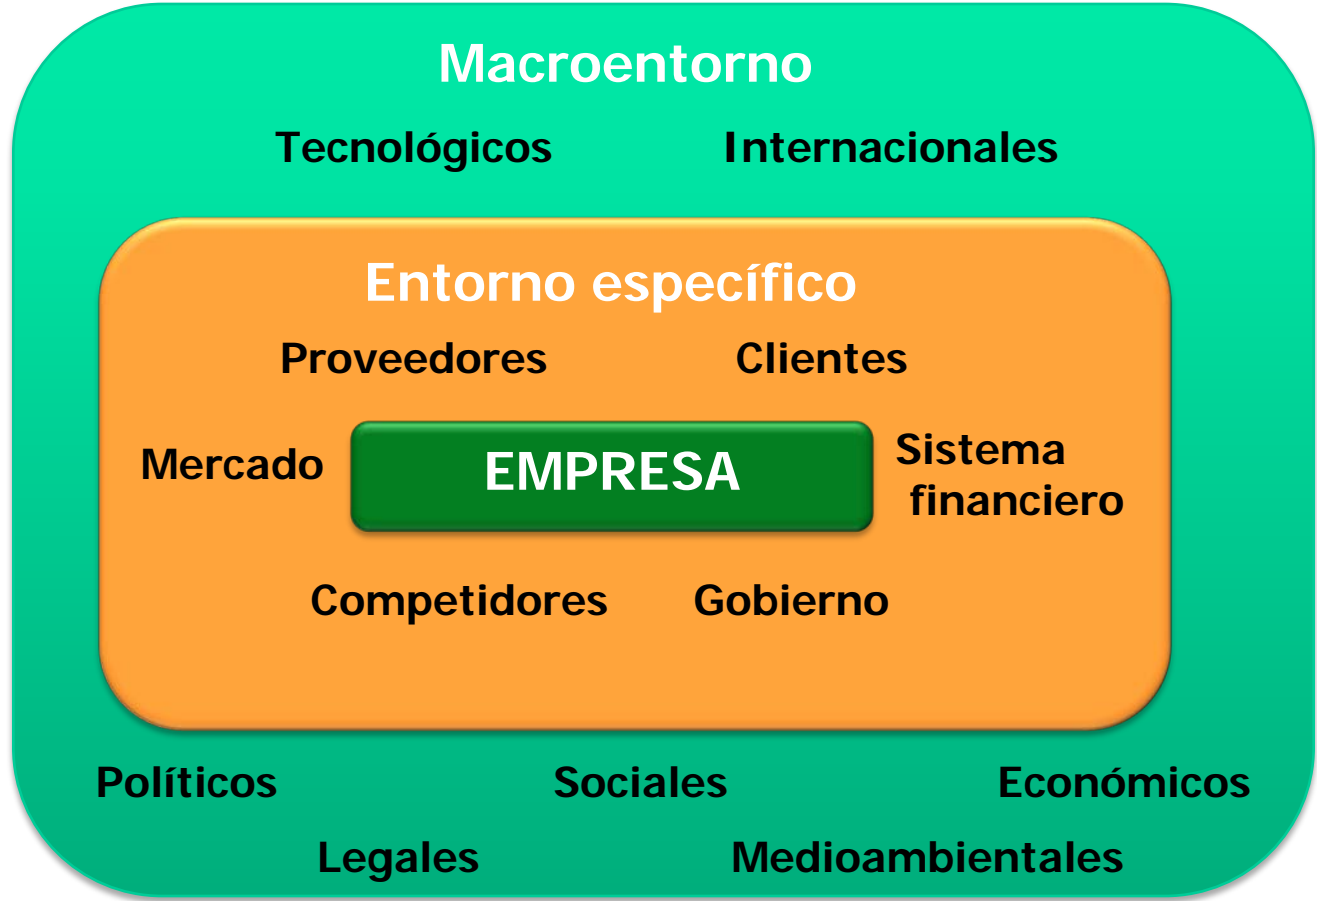 Macroentorno
Tecnológicos Internacionales
Entorno específico
Proveedores Clientes
Mercado EMPRESA Sistema
financiero
Competidores Gobierno
Políticos Sociales Económicos
Legales Medioambientales